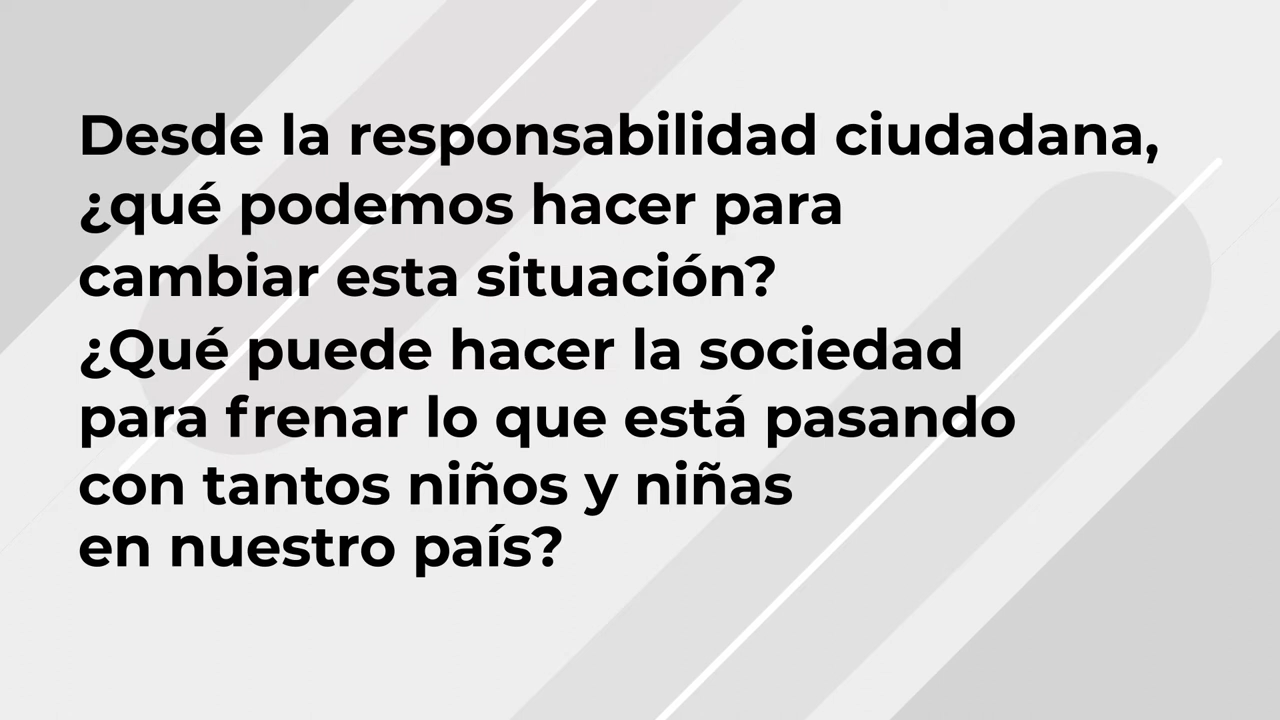 Desde la responsabilidad ciudadana,
¿qué podemos hacer para
cambiar esta situación?
¿Qué puede hacer la sociedad
para frenar lo que está pasando
con tantos niños y niñas
en nuestro país?